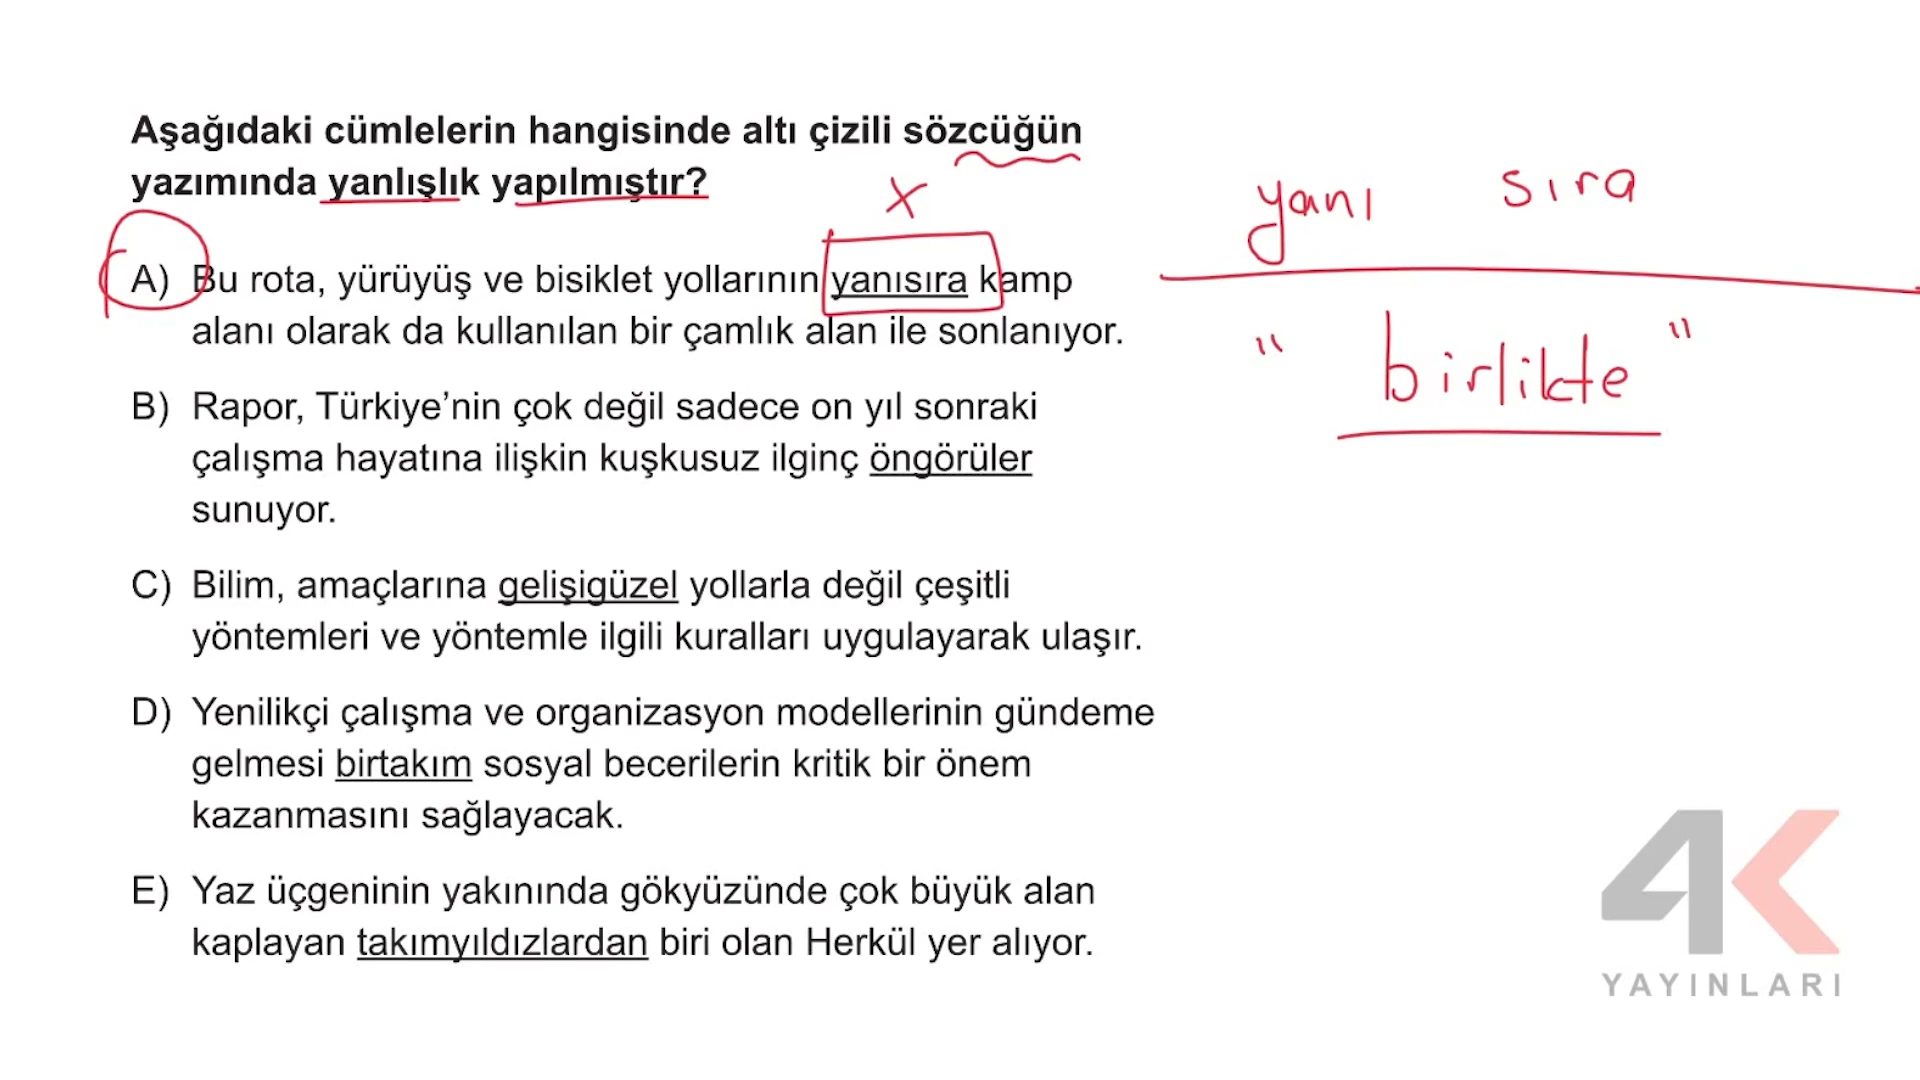 Aşağıdaki cümlelerin hangisinde altı çizili sözcüğün
yazımında yanlışlık yapılmıştır?
x
A) Bu rota, yürüyüş ve bisiklet yollarının yanısıra kamp
alanı olarak da kullanılan bir çamlık alan ile sonlanıyor.
B) Rapor, Türkiye’nin çok değil sadece on yıl sonraki
çalışma hayatına ilişkin kuşkusuz ilginç öngörüler
sunuyor.
C) Bilim, amaçlarına gelişigüzel yollarla değil çeşitli
yöntemleri ve yöntemle ilgili kuralları uygulayarak ulaşır.
D) Yenilikçi çalışma ve organizasyon modellerinin gündeme
gelmesi birtakım sosyal becerilerin kritik bir önem
kazanmasını sağlayacak.
E) Yaz üçgeninin yakınında gökyüzünde çok büyük alan
kaplayan takımyıldızlardan biri olan Herkül yer alıyor.
yanı sıra
" birlikte "
4K
YAYINLARI